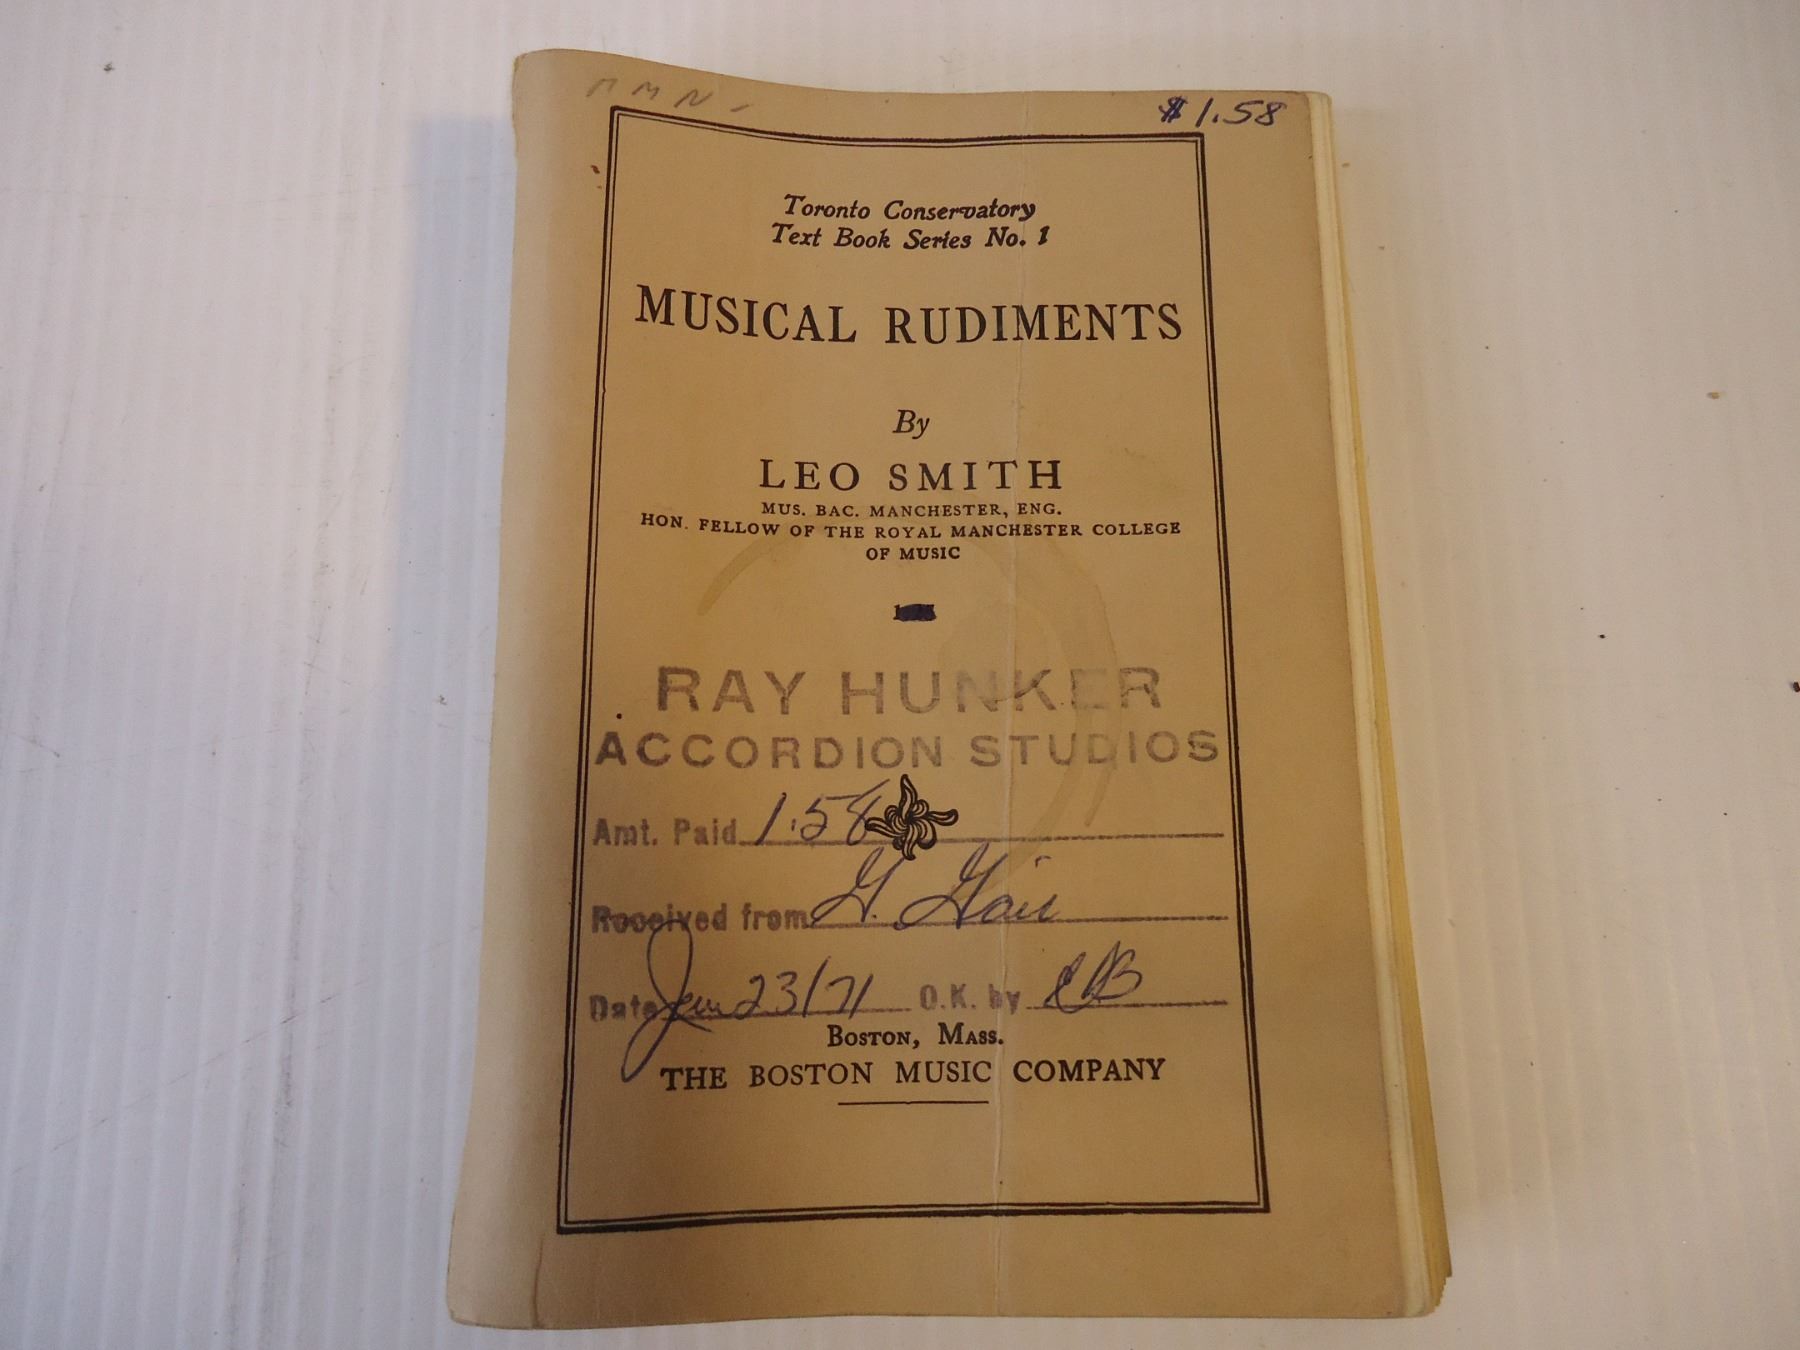 $1.58
Toronto Conservatory
Text Book Series No. 1
MUSICAL RUDIMENTS
By
LEO SMITH
MUS. BAC. MANCHESTER, ENG.
HON. FELLOW OF THE ROYAL MANCHESTER COLLEGE
OF MUSIC
RAY HUNKER
ACCORDION STUDIOS
Amt. Paid 1.58
Received from G. Gair
Date Jan 23/71 O.K. by
BOSTON, MASS.
THE BOSTON MUSIC COMPANY